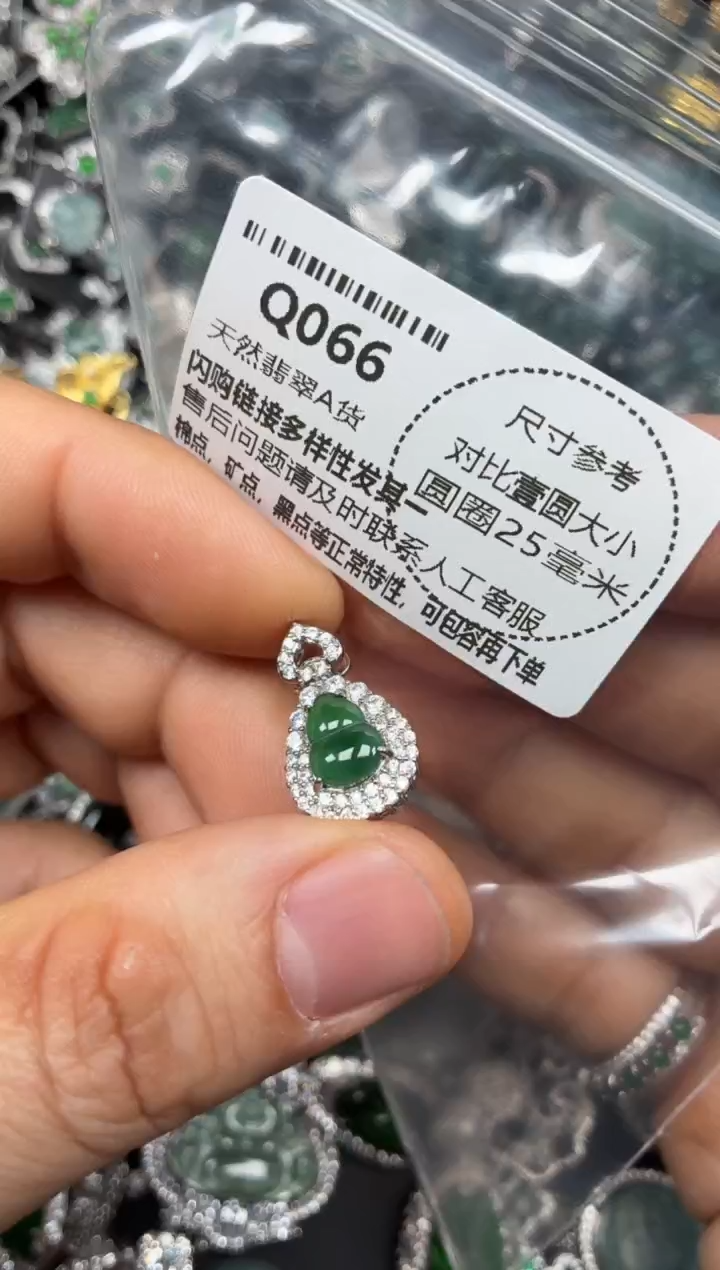 Q066
天然翡翠A货
闪购链接多样性发其一
售后问题请及时联系人工客服
棉点，矿点，黑点等正常特性，可包容再下单
尺寸参考
对比壹圆大小
圆圈25毫米